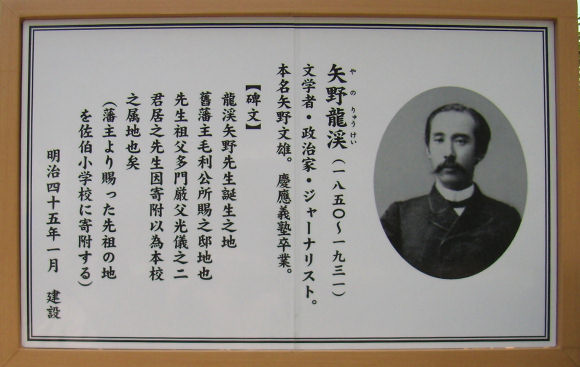 やの りゅうけい
矢野龍渓（一八五〇〜一九三一）
文学者・政治家・ジャーナリスト。
本名矢野文雄。慶應義塾卒業。
【碑文】
龍渓矢野先生誕生之地
舊藩主毛利公所賜之邸地也
先生祖父多門厳父光儀之二
君居之先生因寄附以為本校
之属地也矣
（藩主より賜った先祖の地
を佐伯小学校に寄附する）
明治四十五年一月 建設